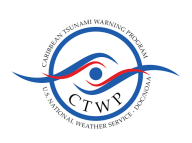 CARIBBEAN TSUNAMI WARNING PROGRAM
CTWP
U.S. NATIONAL WEATHER SERVICE - DOC/NOAA